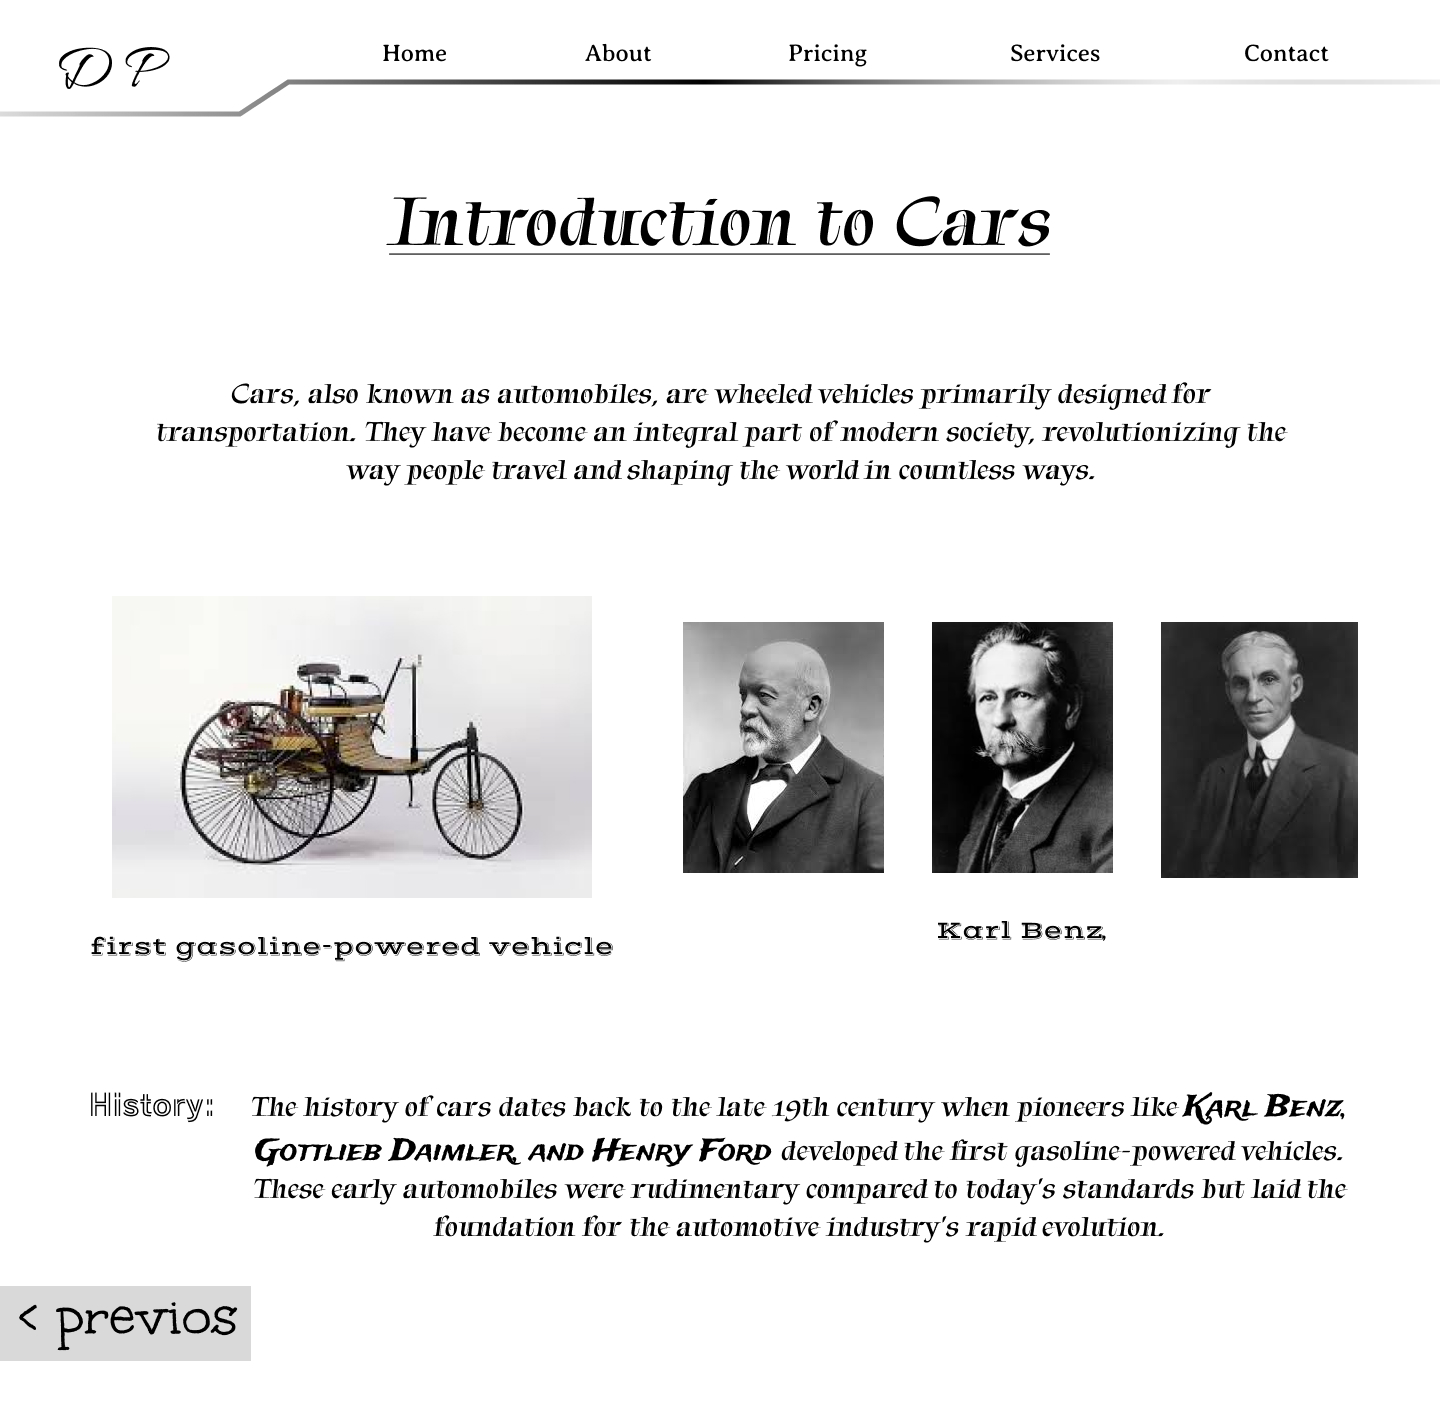 D P
Home About Pricing Services Contact
Introduction to Cars
Cars, also known as automobiles, are wheeled vehicles primarily designed for
transportation. They have become an integral part of modern society, revolutionizing the
way people travel and shaping the world in countless ways.
first gasoline-powered vehicle
Karl Benz,
History:
The history of cars dates back to the late 19th century when pioneers like Karl Benz,
Gottlieb Daimler, and Henry Ford developed the first gasoline-powered vehicles.
These early automobiles were rudimentary compared to today's standards but laid the
foundation for the automotive industry's rapid evolution.
< previos